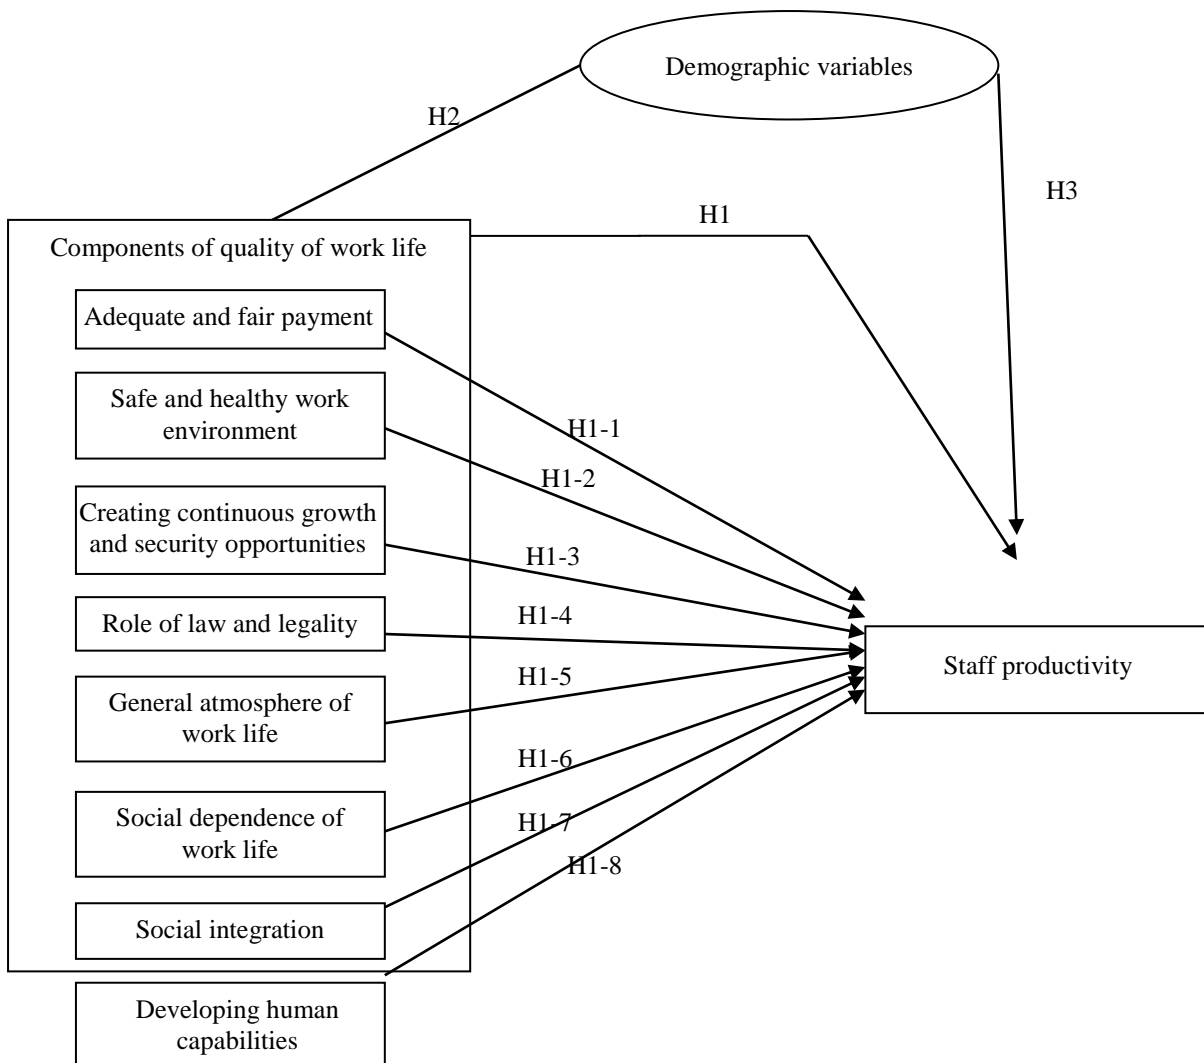 Demographic variables
H2
H3
H1
Components of quality of work life
Adequate and fair payment
Safe and healthy work
environment
H1-1
H1-2
Creating continuous growth
and security opportunities
H1-3
Role of law and legality
H1-4
Staff productivity
General atmosphere of
work life
H1-5
H1-6
Social dependence of
work life
H1-7
H1-8
Social integration
Developing human
capabilities